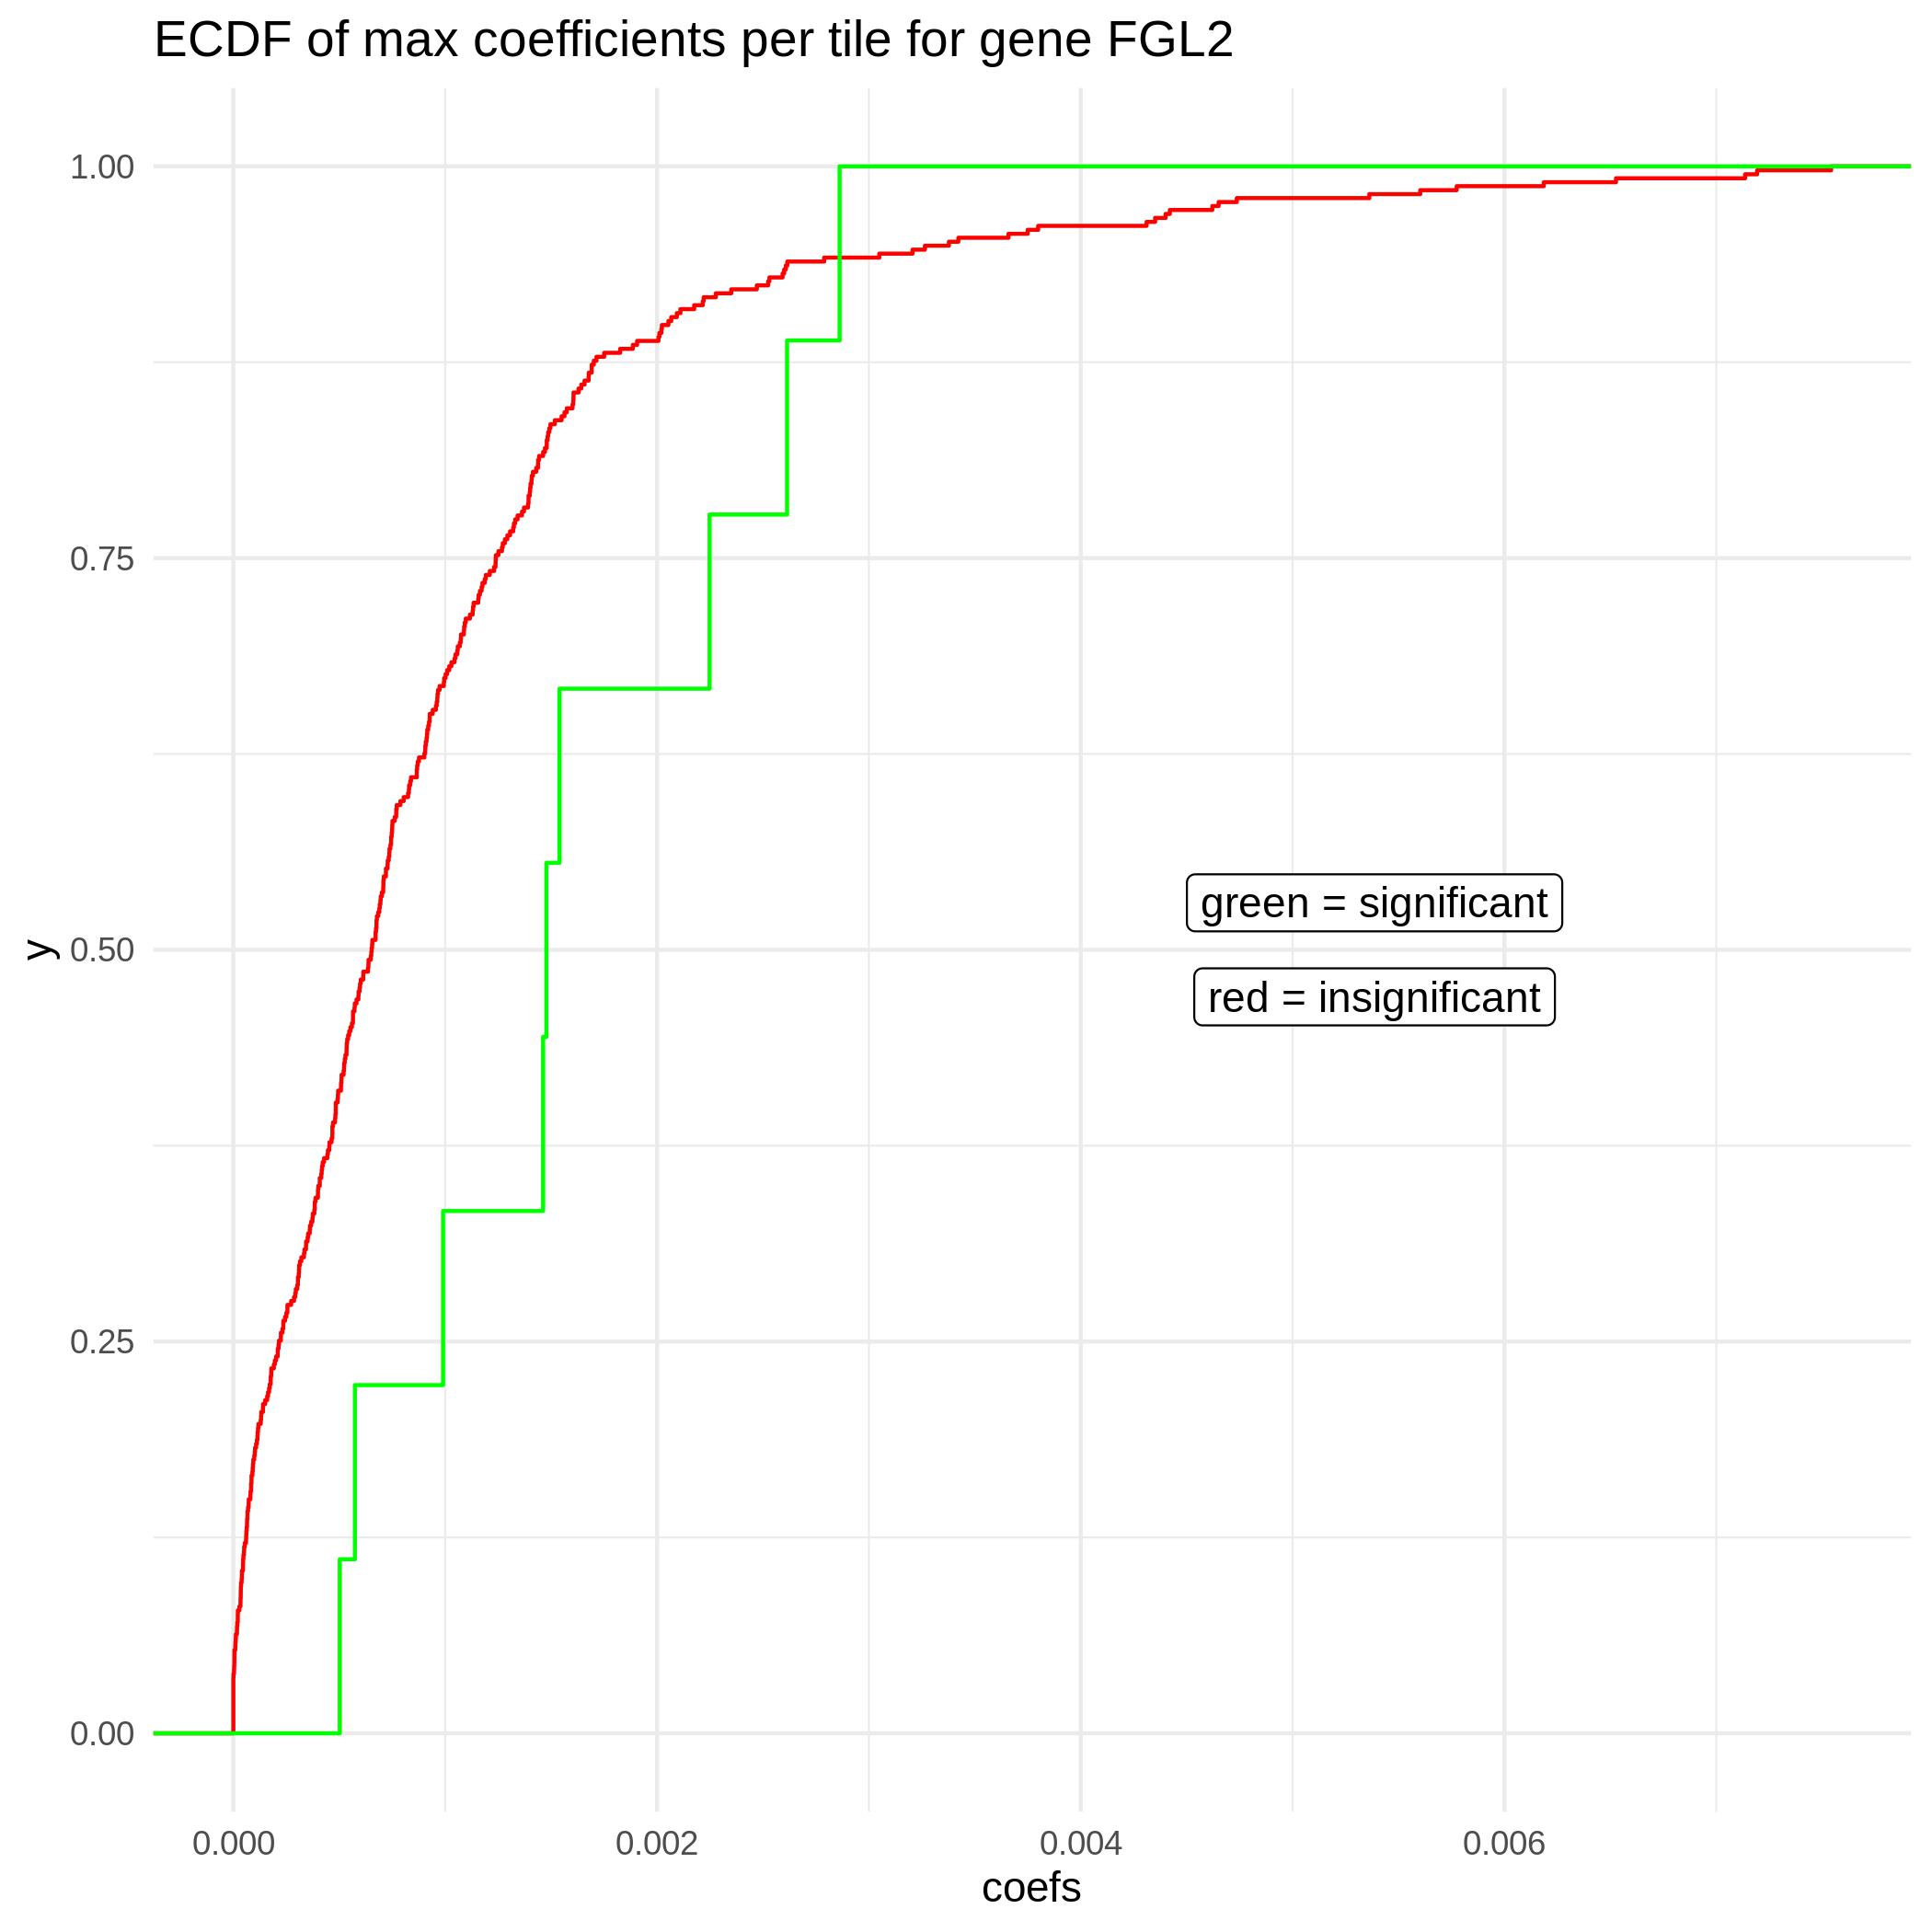 ECDF of max coefficients per tile for gene FGL2
1.00
0.75
0.50
0.25
0.00
y
green = significant
red = insignificant
0.000 0.002 0.004 0.006
coefs